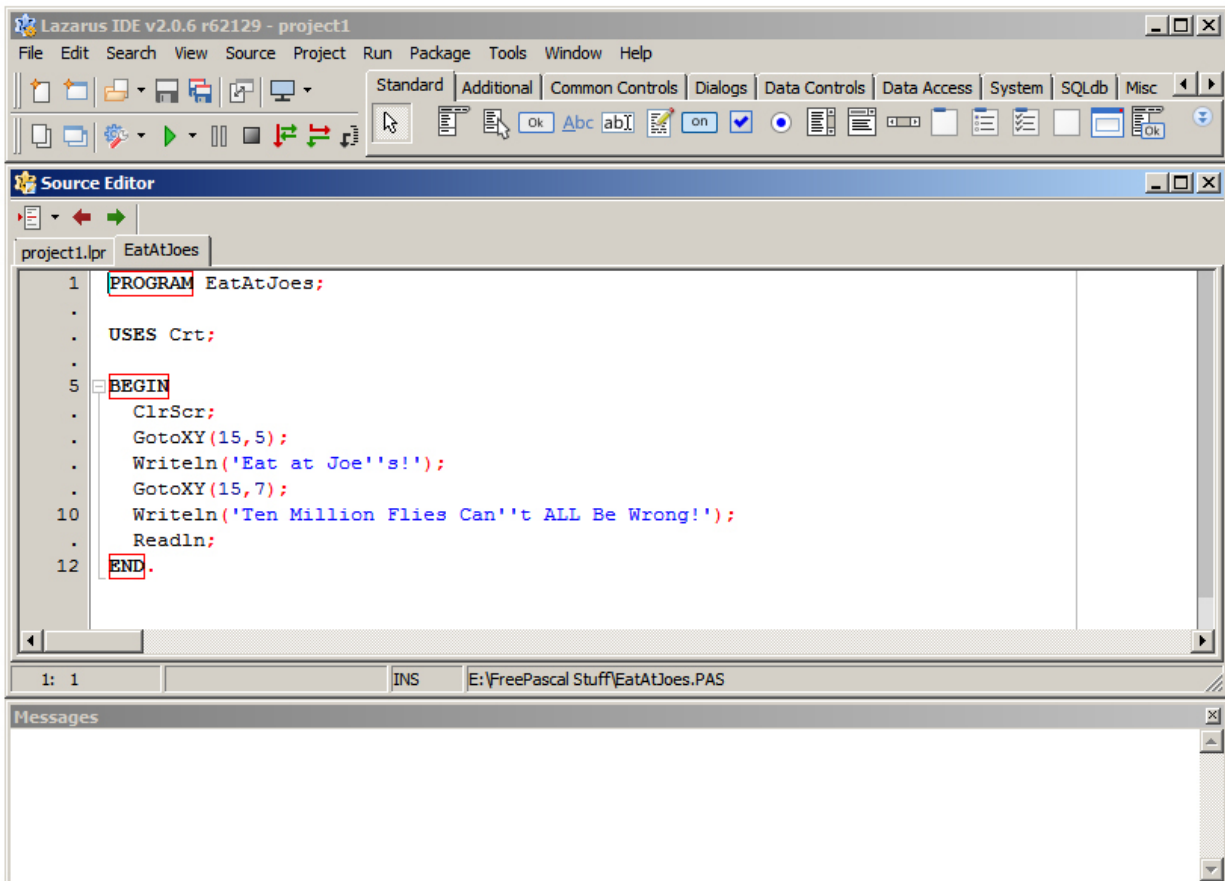 Lazarus IDE v2.0.6 r62129 - project1
File Edit Search View Source Project Run Package Tools Window Help
Standard Additional Common Controls Dialogs Data Controls Data Access System SQLdb Misc
Ok Abc abI on Ok
Source Editor
project1.lpr EatAtJoes
1 PROGRAM EatAtJoes;
.
. USES Crt;
.
5 BEGIN
. ClrScr;
. GotoXY(15,5);
. Writeln('Eat at Joe''s!');
. GotoXY(15,7);
10 Writeln('Ten Million Flies Can''t ALL Be Wrong!');
. Readln;
12 END.
1: 1 INS E:\FreePascal Stuff\EatAtJoes.PAS
Messages